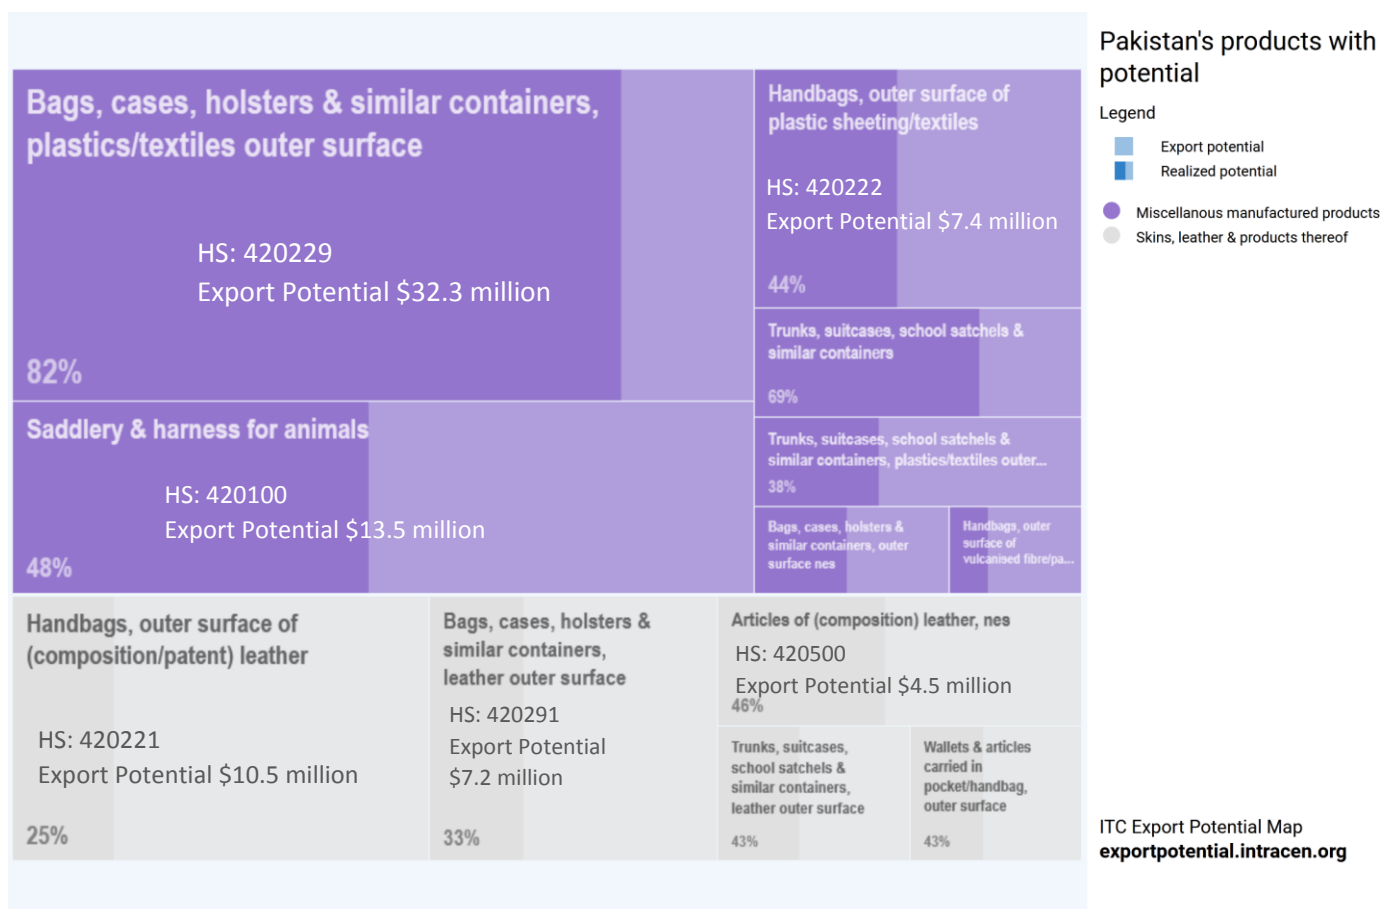 Bags, cases, holsters & similar containers,
plastics/textiles outer surface
HS: 420229
Export Potential $32.3 million
82%
Saddlery & harness for animals
HS: 420100
Export Potential $13.5 million
48%
Handbags, outer surface of
plastic sheeting/textiles
HS: 420222
Export Potential $7.4 million
44%
Trunks, suitcases, school satchels &
similar containers
69%
Trunks, suitcases, school satchels &
similar containers, plastics/textiles outer...
38%
Bags, cases, holsters &
similar containers, outer
surface nes
Handbags, outer
surface of
vulcanised fibre/pa...
Handbags, outer surface of
(composition/patent) leather
HS: 420221
Export Potential $10.5 million
25%
Bags, cases, holsters &
similar containers,
leather outer surface
HS: 420291
Export Potential
$7.2 million
33%
Articles of (composition) leather, nes
HS: 420500
Export Potential $4.5 million
46%
Trunks, suitcases,
school satchels &
similar containers,
leather outer surface
43%
Wallets & articles
carried in
pocket/handbag,
outer surface
43%
Pakistan's products with
potential
Legend
Export potential
Realized potential
Miscellanous manufactured products
Skins, leather & products thereof
ITC Export Potential Map
exportpotential.intracen.org